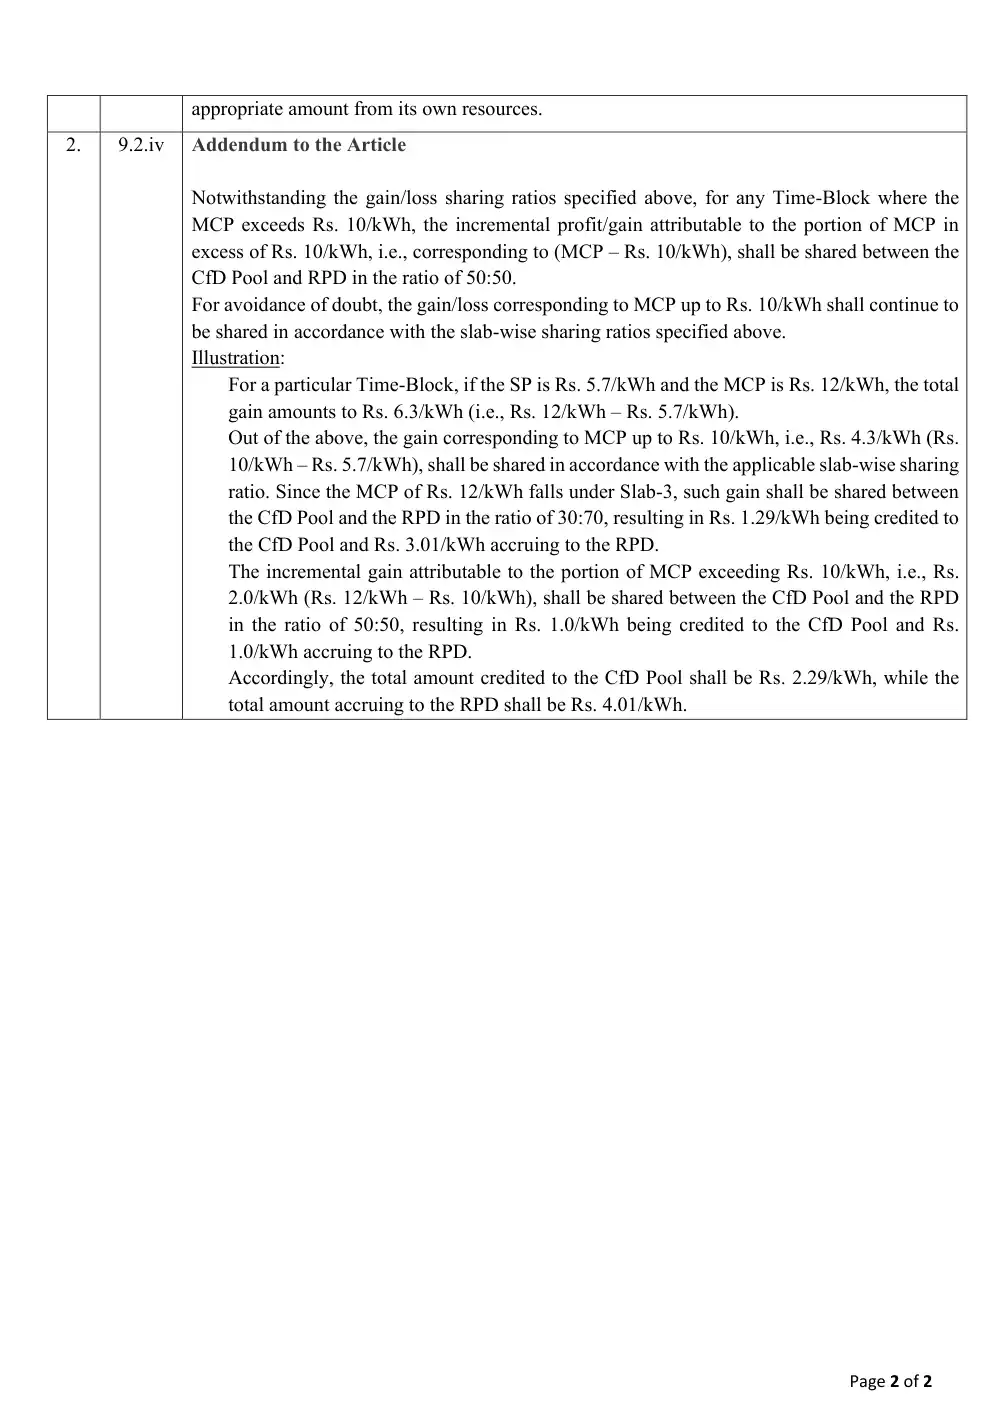 appropriate amount from its own resources.
2. 9.2.iv Addendum to the Article
Notwithstanding the gain/loss sharing ratios specified above, for any Time-Block where the
MCP exceeds Rs. 10/kWh, the incremental profit/gain attributable to the portion of MCP in
excess of Rs. 10/kWh, i.e., corresponding to (MCP – Rs. 10/kWh), shall be shared between the
CfD Pool and RPD in the ratio of 50:50.
For avoidance of doubt, the gain/loss corresponding to MCP up to Rs. 10/kWh shall continue to
be shared in accordance with the slab-wise sharing ratios specified above.
Illustration:
For a particular Time-Block, if the SP is Rs. 5.7/kWh and the MCP is Rs. 12/kWh, the total
gain amounts to Rs. 6.3/kWh (i.e., Rs. 12/kWh – Rs. 5.7/kWh).
Out of the above, the gain corresponding to MCP up to Rs. 10/kWh, i.e., Rs. 4.3/kWh (Rs.
10/kWh – Rs. 5.7/kWh), shall be shared in accordance with the applicable slab-wise sharing
ratio. Since the MCP of Rs. 12/kWh falls under Slab-3, such gain shall be shared between
the CfD Pool and the RPD in the ratio of 30:70, resulting in Rs. 1.29/kWh being credited to
the CfD Pool and Rs. 3.01/kWh accruing to the RPD.
The incremental gain attributable to the portion of MCP exceeding Rs. 10/kWh, i.e., Rs.
2.0/kWh (Rs. 12/kWh – Rs. 10/kWh), shall be shared between the CfD Pool and the RPD
in the ratio of 50:50, resulting in Rs. 1.0/kWh being credited to the CfD Pool and Rs.
1.0/kWh accruing to the RPD.
Accordingly, the total amount credited to the CfD Pool shall be Rs. 2.29/kWh, while the
total amount accruing to the RPD shall be Rs. 4.01/kWh.
Page 2 of 2